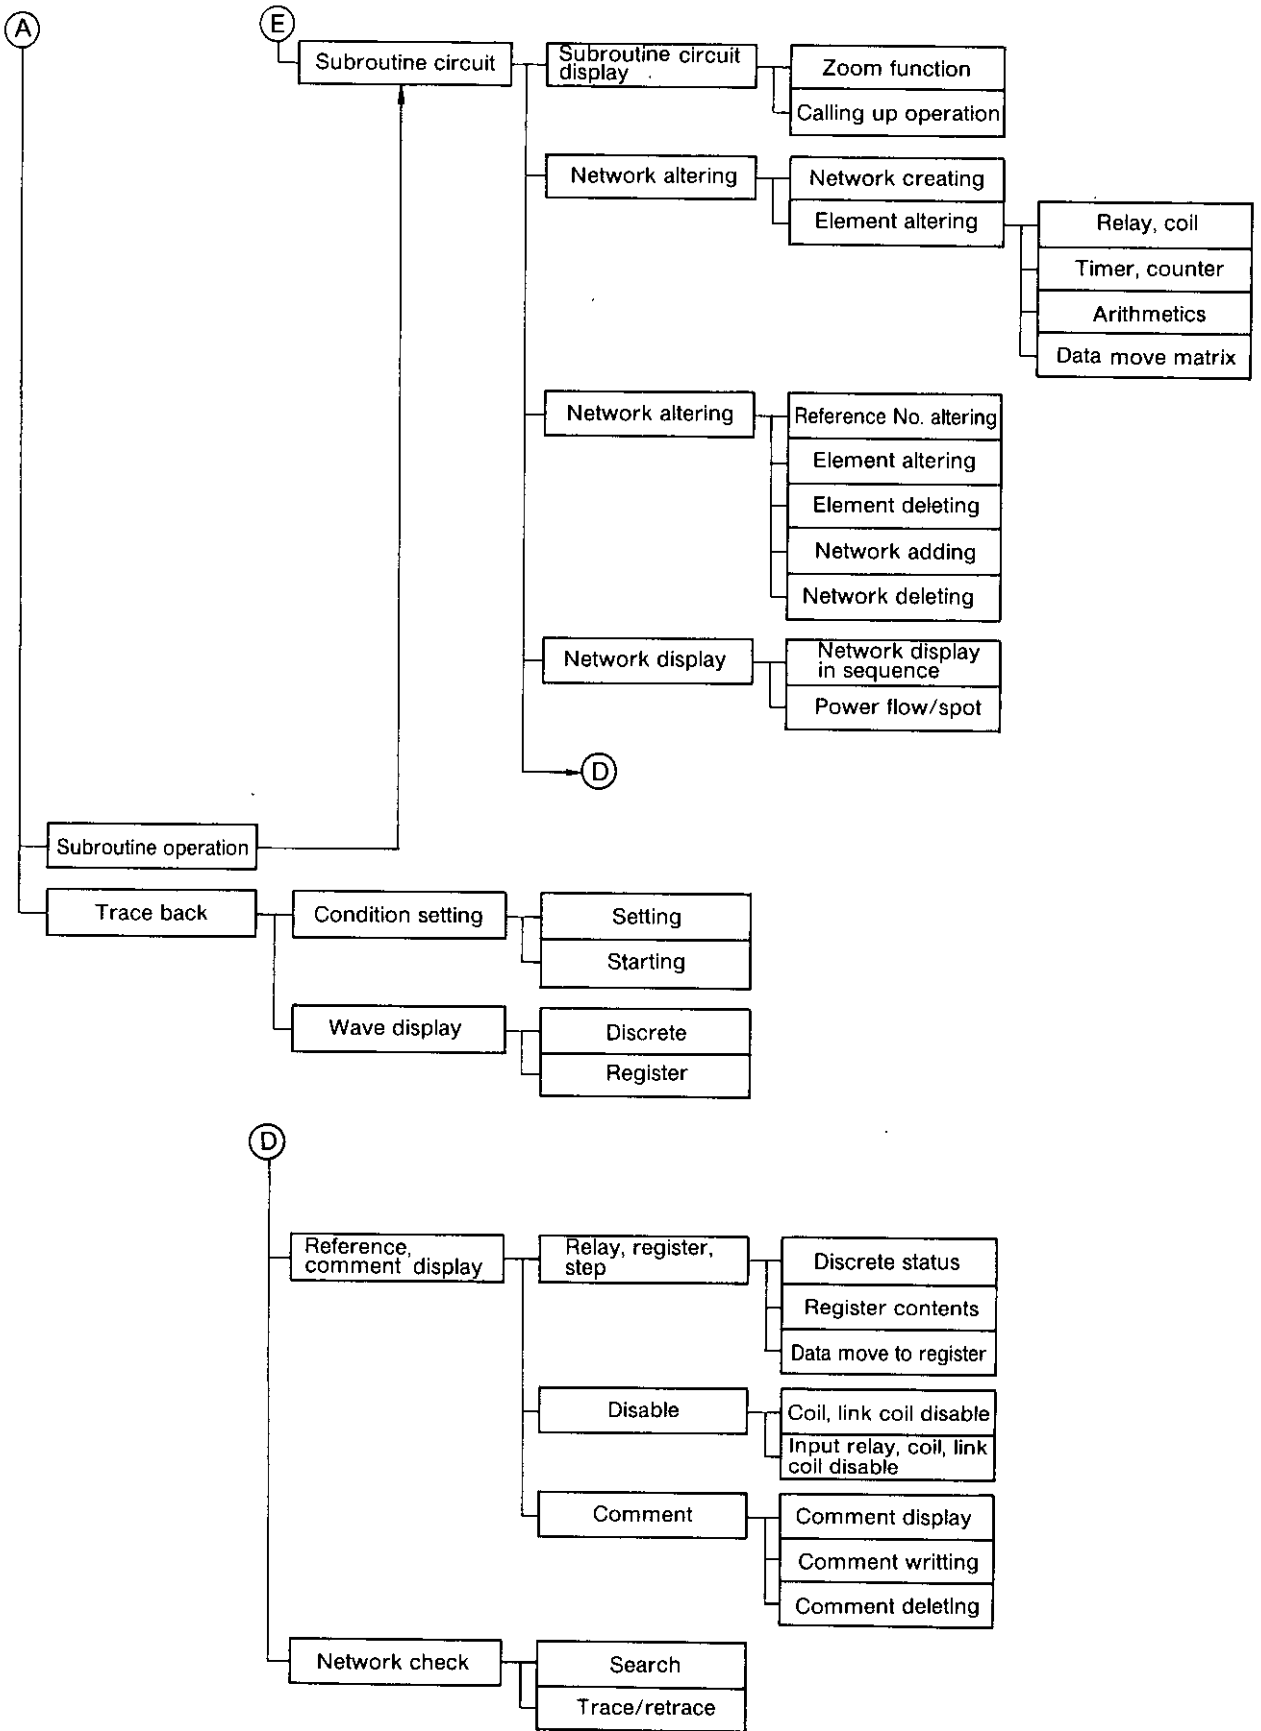 A
E
Subroutine circuit
Subroutine circuit
display
Zoom function
Calling up operation
Network altering
Network creating
Element altering
Relay, coil
Timer, counter
Arithmetics
Data move matrix
Network altering
Reference No. altering
Element altering
Element deleting
Network adding
Network deleting
Network display
Network display
in sequence
Power flow/spot
D
Subroutine operation
Trace back
Condition setting
Setting
Starting
Wave display
Discrete
Register
D
Reference,
comment display
Relay, register,
step
Discrete status
Register contents
Data move to register
Disable
Coil, link coil disable
Input relay, coil, link
coil disable
Comment
Comment display
Comment writting
Comment deleting
Network check
Search
Trace/retrace